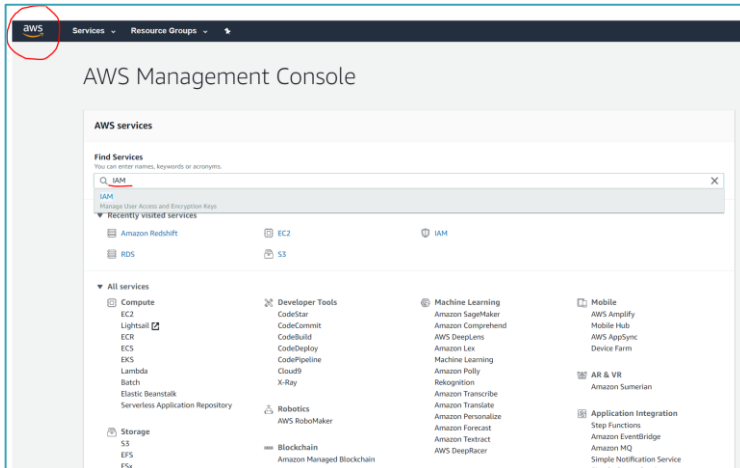 aws
Services
Resource Groups
AWS Management Console
AWS services
Find Services
You can enter names, keywords or acronyms.
IAM
IAM
Manage User Access and Encryption Keys
Recently visited services
Amazon Redshift
EC2
IAM
RDS
S3
All services
Compute
EC2
Lightsail
ECR
ECS
EKS
Lambda
Batch
Elastic Beanstalk
Serverless Application Repository
Storage
S3
EFS
FSx
Developer Tools
CodeStar
CodeCommit
CodeBuild
CodeDeploy
CodePipeline
Cloud9
X-Ray
Robotics
AWS RoboMaker
Blockchain
Amazon Managed Blockchain
Machine Learning
Amazon SageMaker
Amazon Comprehend
AWS DeepLens
Amazon Lex
Machine Learning
Amazon Polly
Rekognition
Amazon Transcribe
Amazon Translate
Amazon Personalize
Amazon Forecast
Amazon Textract
AWS DeepRacer
Mobile
AWS Amplify
Mobile Hub
AWS AppSync
Device Farm
AR & VR
Amazon Sumerian
Application Integration
Step Functions
Amazon EventBridge
Amazon MQ
Simple Notification Service